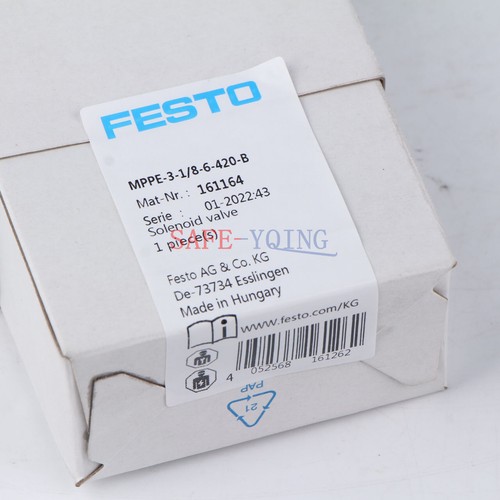 FESTO
MPPE-3-1/8-6-420-B
Mat-Nr.: 161164
Serie : 01-2022:43
Solenoid valve
1 piece(s)
SAFE-YQING
Festo AG & Co. KG
De-73734 Esslingen
Made in Hungary
www.festo.com/KG
4 052568 161262
21
PAP